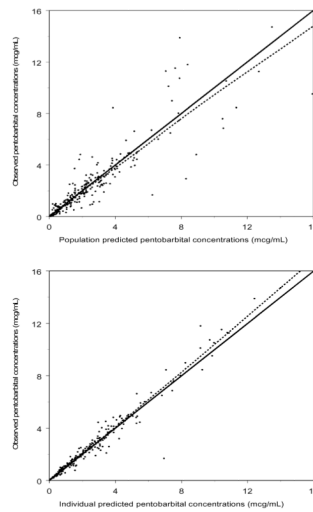 16
12
8
4
0
0 4 8 12 16
Observed pentobarbital concentrations (mcg/mL)
Population predicted pentobarbital concentrations (mcg/mL)
16
12
8
4
0
0 4 8 12 16
Observed pentobarbital concentrations (mcg/mL)
Individual predicted pentobarbital concentrations (mcg/mL)